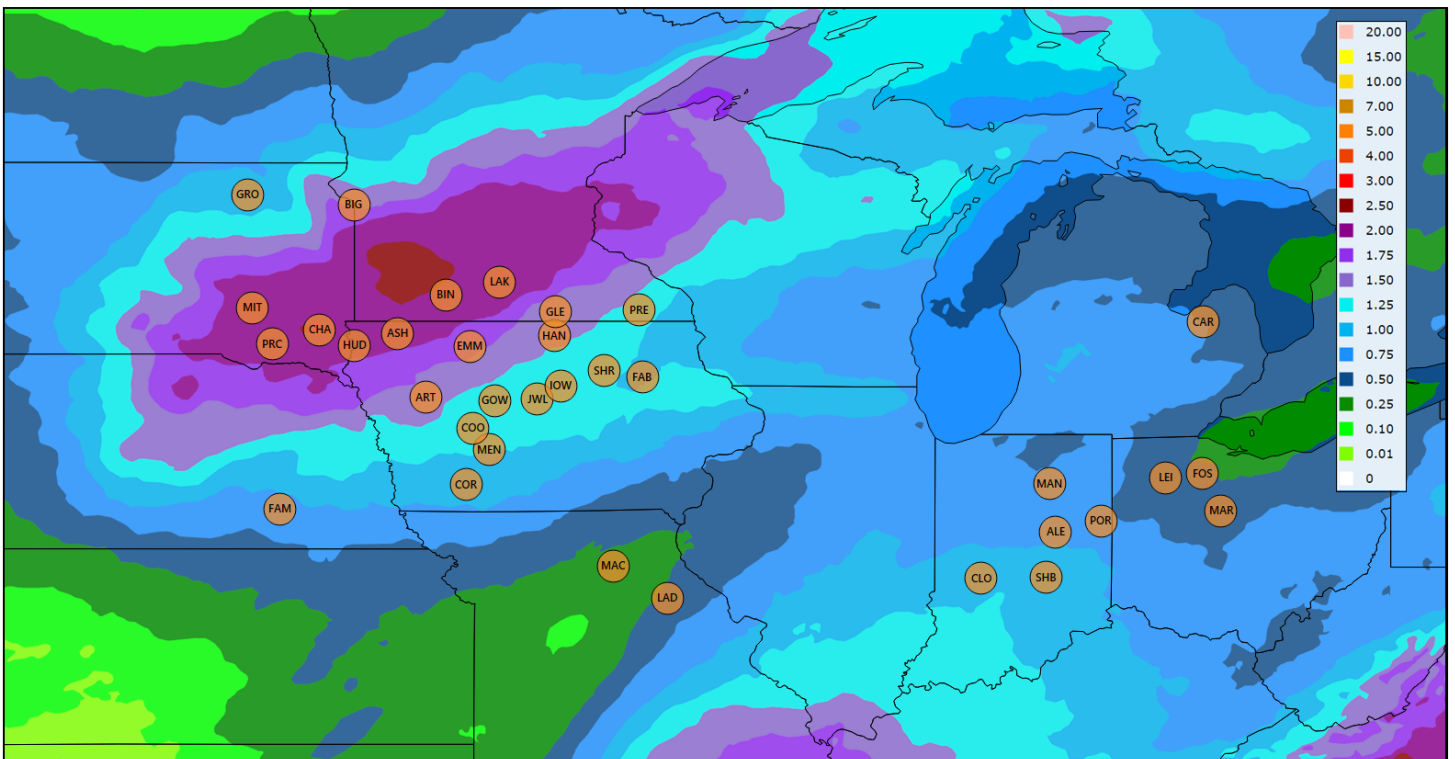 20.00
15.00
10.00
7.00
5.00
4.00
3.00
2.50
2.00
1.75
1.50
1.25
1.00
0.75
0.50
0.25
0.10
0.01
0
GRO
BIG
LAK
BIN
MIT
GLE
PRE
CHA
ASH
CAR
HAN
PRC
HUD
EMM
SHR
FAB
IOW
ART
JWL
GOW
COO
MEN
LEI
FOS
MAN
COR
FAM
MAR
POR
ALE
MAC
CLO
SHB
LAD